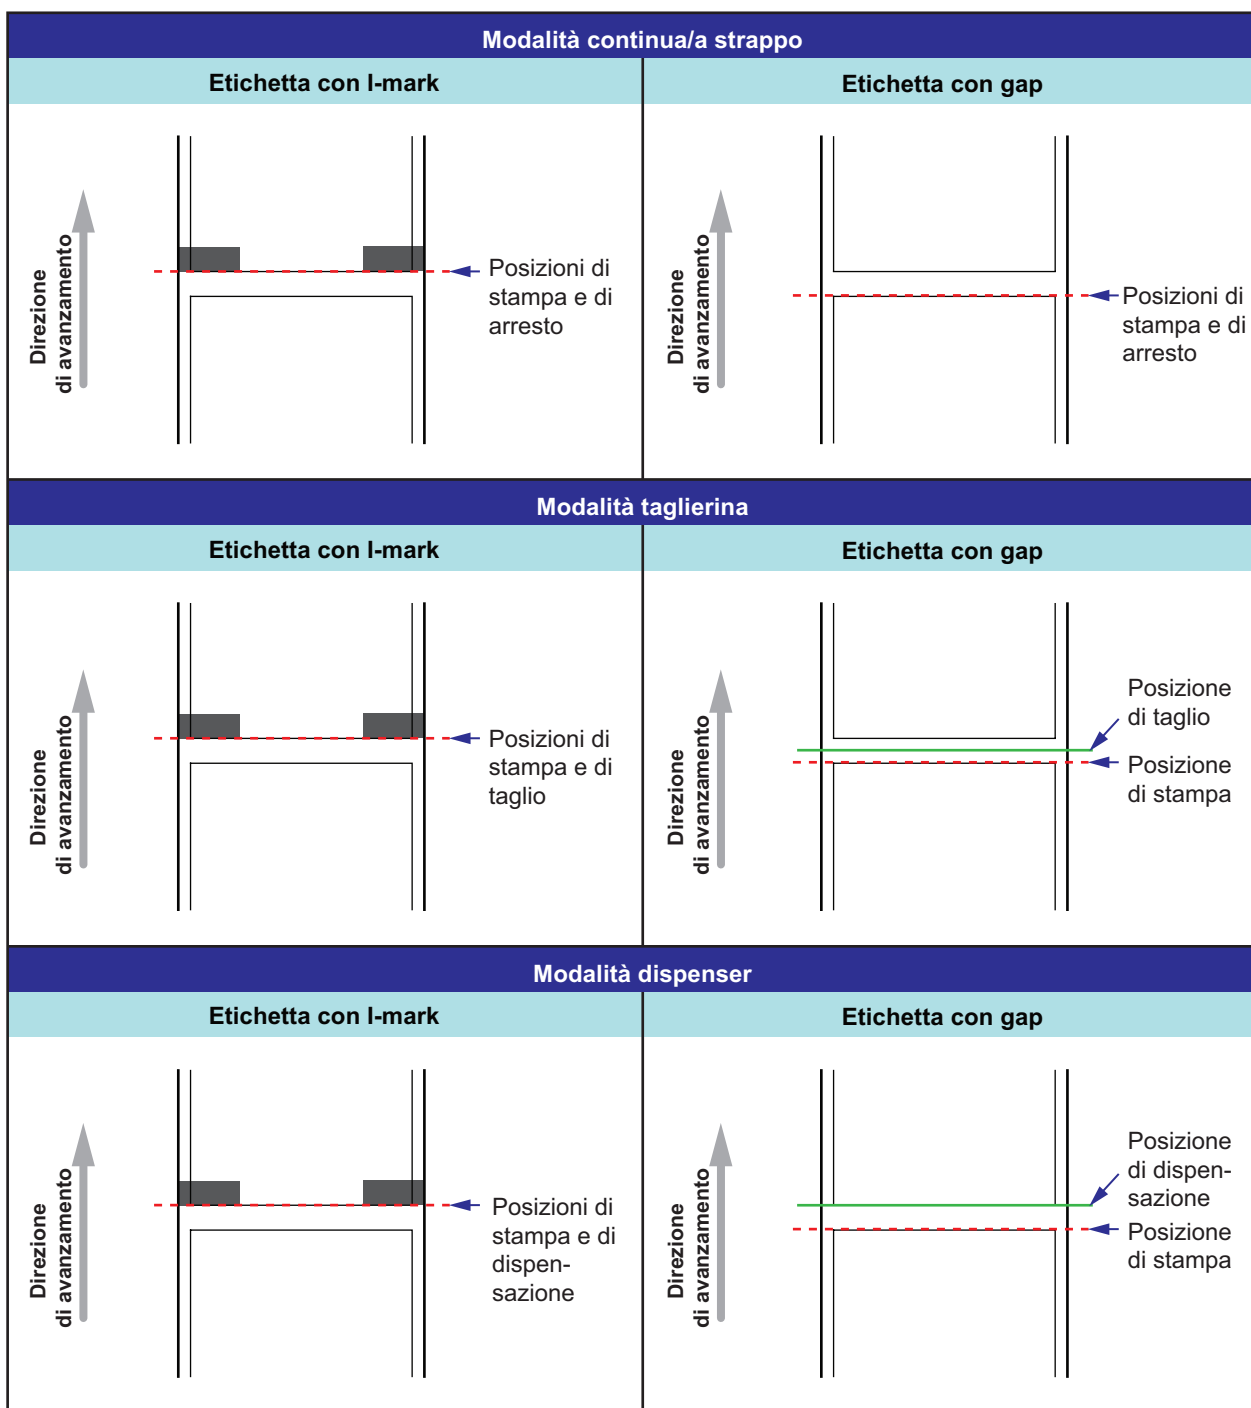 Modalità continua/a strappo
Etichetta con I-mark
Etichetta con gap
Direzione
di avanzamento
Posizioni di
stampa e di
arresto
Direzione
di avanzamento
Posizioni di
stampa e di
arresto
Modalità taglierina
Etichetta con I-mark
Etichetta con gap
Direzione
di avanzamento
Posizioni di
stampa e di
taglio
Direzione
di avanzamento
Posizione
di taglio
Posizione
di stampa
Modalità dispenser
Etichetta con I-mark
Etichetta con gap
Direzione
di avanzamento
Posizioni di
stampa e di
dispen-
sazione
Direzione
di avanzamento
Posizione
di dispen-
sazione
Posizione
di stampa